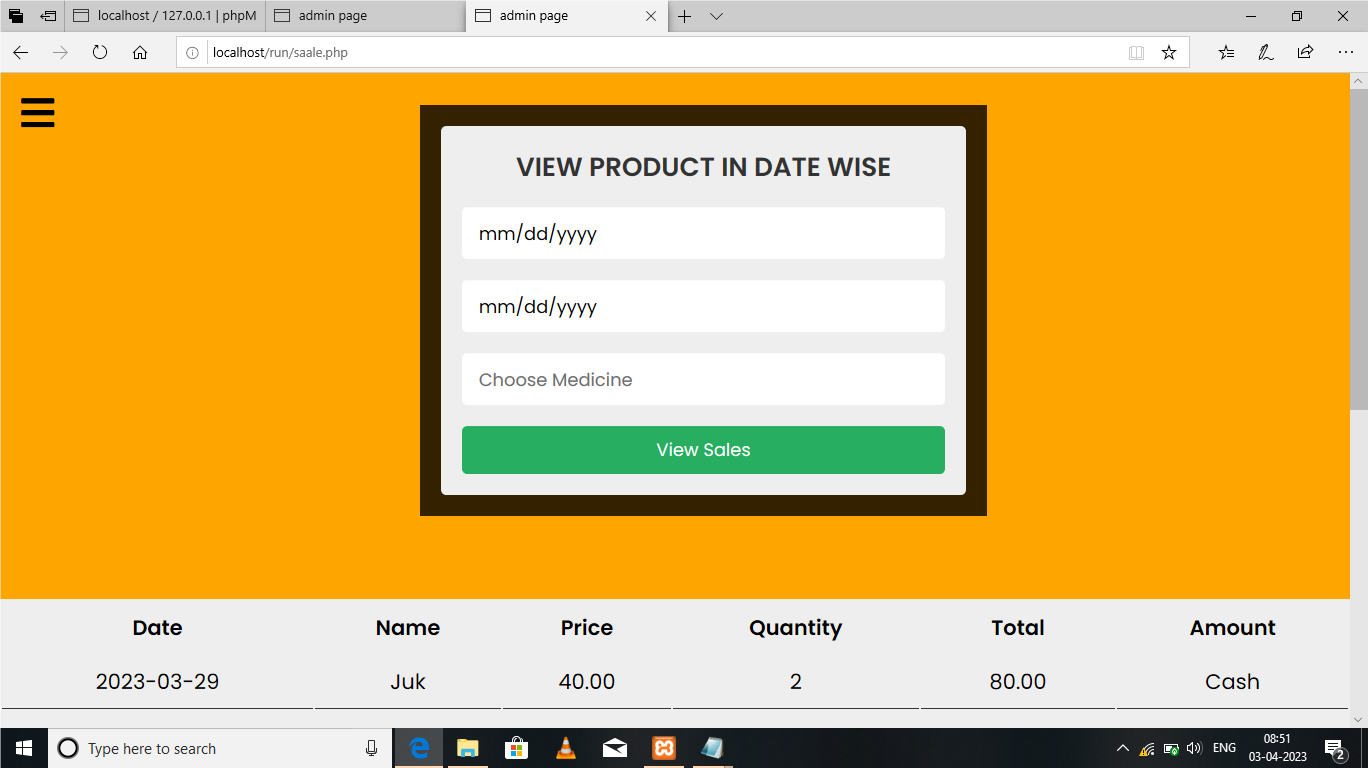 localhost / 127.0.0.1 | phpM
admin page
admin page
localhost/run/saale.php
VIEW PRODUCT IN DATE WISE
mm/dd/yyyy
mm/dd/yyyy
Choose Medicine
View Sales
Date Name Price Quantity Total Amount
2023-03-29 Juk 40.00 2 80.00 Cash
Type here to search
ENG
08:51
03-04-2023
2